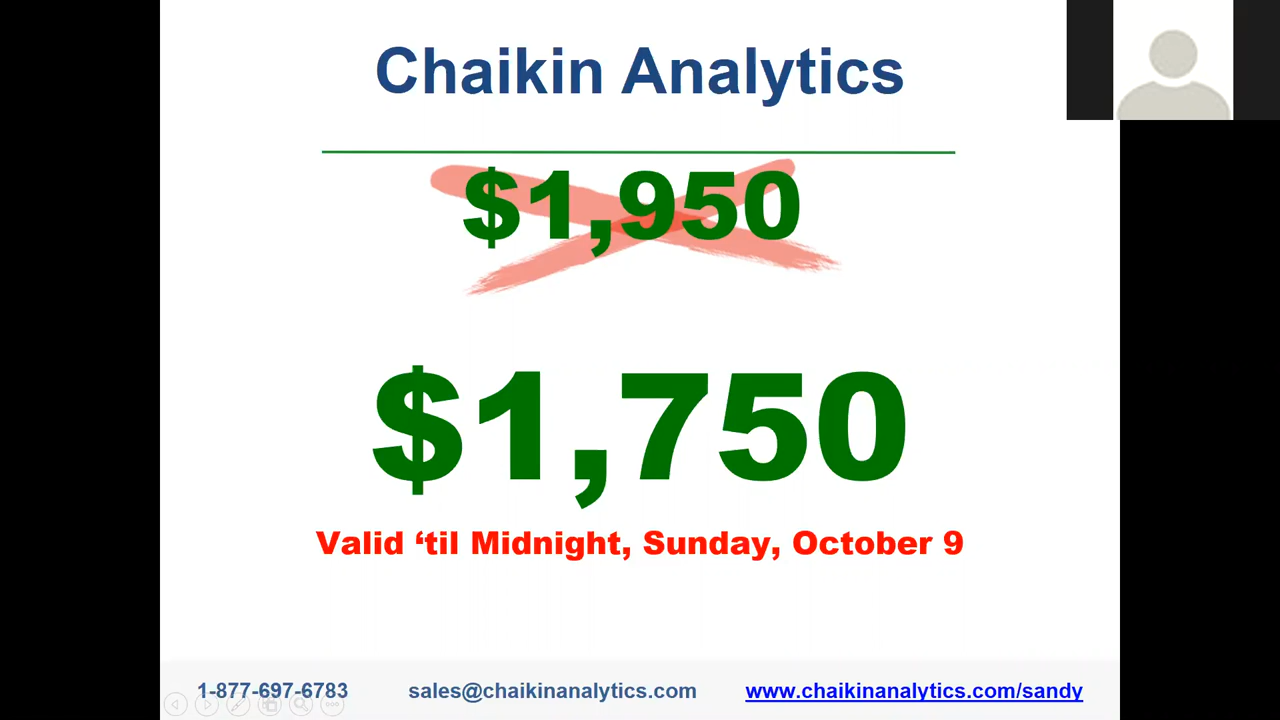 Chaikin Analytics
$1,950
$1,750
Valid ‘til Midnight, Sunday, October 9
1-877-697-6783 sales@chaikinanalytics.com www.chaikinanalytics.com/sandy